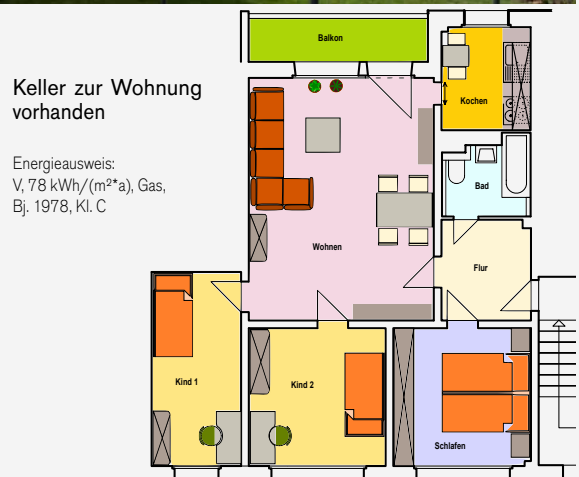 Keller zur Wohnung
vorhanden
Energieausweis:
V, 78 kWh/(m²*a), Gas,
Bj. 1978, Kl. C
Balkon
Kochen
Bad
Wohnen
Flur
Kind 1
Kind 2
Schlafen